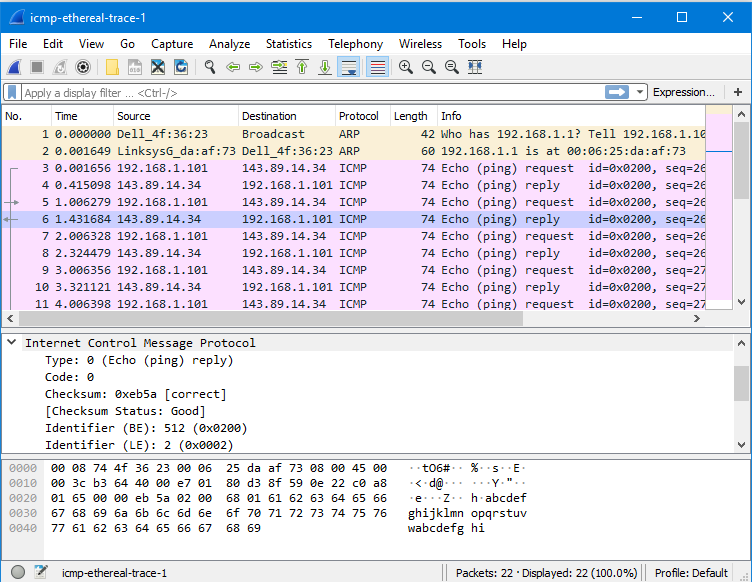 icmp-ethereal-trace-1
File Edit View Go Capture Analyze Statistics Telephony Wireless Tools Help
Apply a display filter ... <Ctrl-/> Expression... +
No. Time Source Destination Protocol Length Info
1 0.000000 Dell_4f:36:23 Broadcast ARP 42 Who has 192.168.1.1? Tell 192.168.1.10
2 0.001649 LinksysG_da:af:73 Dell_4f:36:23 ARP 60 192.168.1.1 is at 00:06:25:da:af:73
3 0.001656 192.168.1.101 143.89.14.34 ICMP 74 Echo (ping) request id=0x0200, seq=26
4 0.415098 143.89.14.34 192.168.1.101 ICMP 74 Echo (ping) reply id=0x0200, seq=26
5 1.006279 192.168.1.101 143.89.14.34 ICMP 74 Echo (ping) request id=0x0200, seq=26
6 1.431684 143.89.14.34 192.168.1.101 ICMP 74 Echo (ping) reply id=0x0200, seq=26
7 2.006328 192.168.1.101 143.89.14.34 ICMP 74 Echo (ping) request id=0x0200, seq=26
8 2.324479 143.89.14.34 192.168.1.101 ICMP 74 Echo (ping) reply id=0x0200, seq=26
9 3.006356 192.168.1.101 143.89.14.34 ICMP 74 Echo (ping) request id=0x0200, seq=27
10 3.321121 143.89.14.34 192.168.1.101 ICMP 74 Echo (ping) reply id=0x0200, seq=27
11 4.006398 192.168.1.101 143.89.14.34 ICMP 74 Echo (ping) request id=0x0200, seq=27
Internet Control Message Protocol
Type: 0 (Echo (ping) reply)
Code: 0
Checksum: 0xeb5a [correct]
[Checksum Status: Good]
Identifier (BE): 512 (0x0200)
Identifier (LE): 2 (0x0002)
0000 00 08 74 4f 36 23 00 06 25 da af 73 08 00 45 00 ··tO6#·· %··s··E·
0010 00 3c b3 64 40 00 e7 01 80 d3 8f 59 0e 22 c0 a8 ·<·d@··· ···Y·"··
0020 01 65 00 00 eb 5a 02 00 68 01 61 62 63 64 65 66 ·e···Z·· h·abcdef
0030 67 68 69 6a 6b 6c 6d 6e 6f 70 71 72 73 74 75 76 ghijklmn opqrstuv
0040 77 61 62 63 64 65 66 67 68 69 wabcdefg hi
icmp-ethereal-trace-1 Packets: 22 · Displayed: 22 (100.0%) Profile: Default